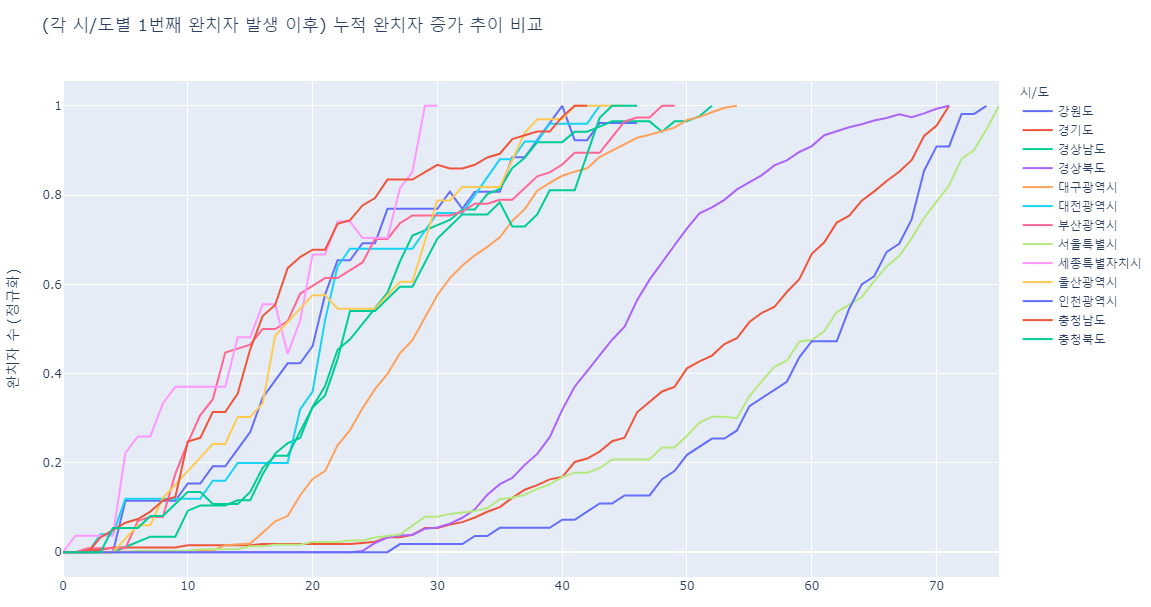 (각 시/도별 1번째 완치자 발생 이후) 누적 완치자 증가 추이 비교
시/도
강원도
경기도
경상남도
경상북도
대구광역시
대전광역시
부산광역시
서울특별시
세종특별자치시
울산광역시
인천광역시
충청남도
충청북도
완치자 수 (정규화)
1
0.8
0.6
0.4
0.2
0
0 10 20 30 40 50 60 70